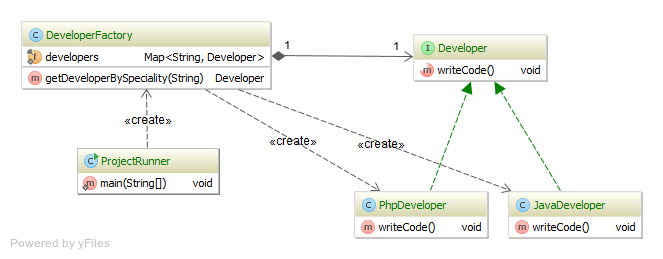 DeveloperFactory
developers Map<String, Developer>
getDeveloperBySpeciality(String) Developer
1
1
Developer
writeCode() void
«create»
«create»
«create»
ProjectRunner
main(String[]) void
PhpDeveloper
writeCode() void
JavaDeveloper
writeCode() void
Powered by yFiles